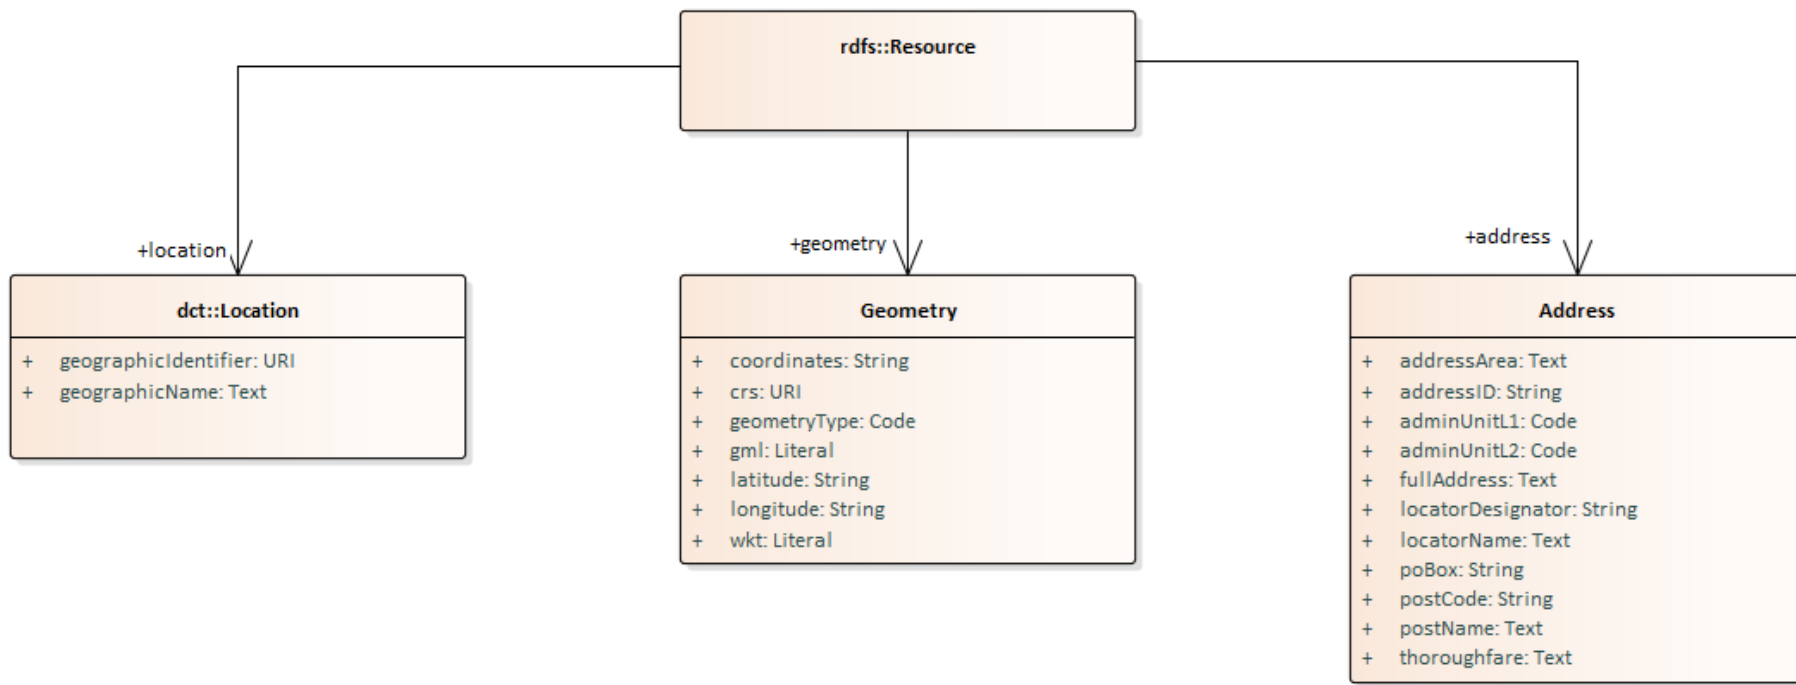 rdfs::Resource
+location
+geometry
+address
dct::Location
+ geographicIdentifier: URI
+ geographicName: Text
Geometry
+ coordinates: String
+ crs: URI
+ geometryType: Code
+ gml: Literal
+ latitude: String
+ longitude: String
+ wkt: Literal
Address
+ addressArea: Text
+ addressID: String
+ adminUnitL1: Code
+ adminUnitL2: Code
+ fullAddress: Text
+ locatorDesignator: String
+ locatorName: Text
+ poBox: String
+ postCode: String
+ postName: Text
+ thoroughfare: Text